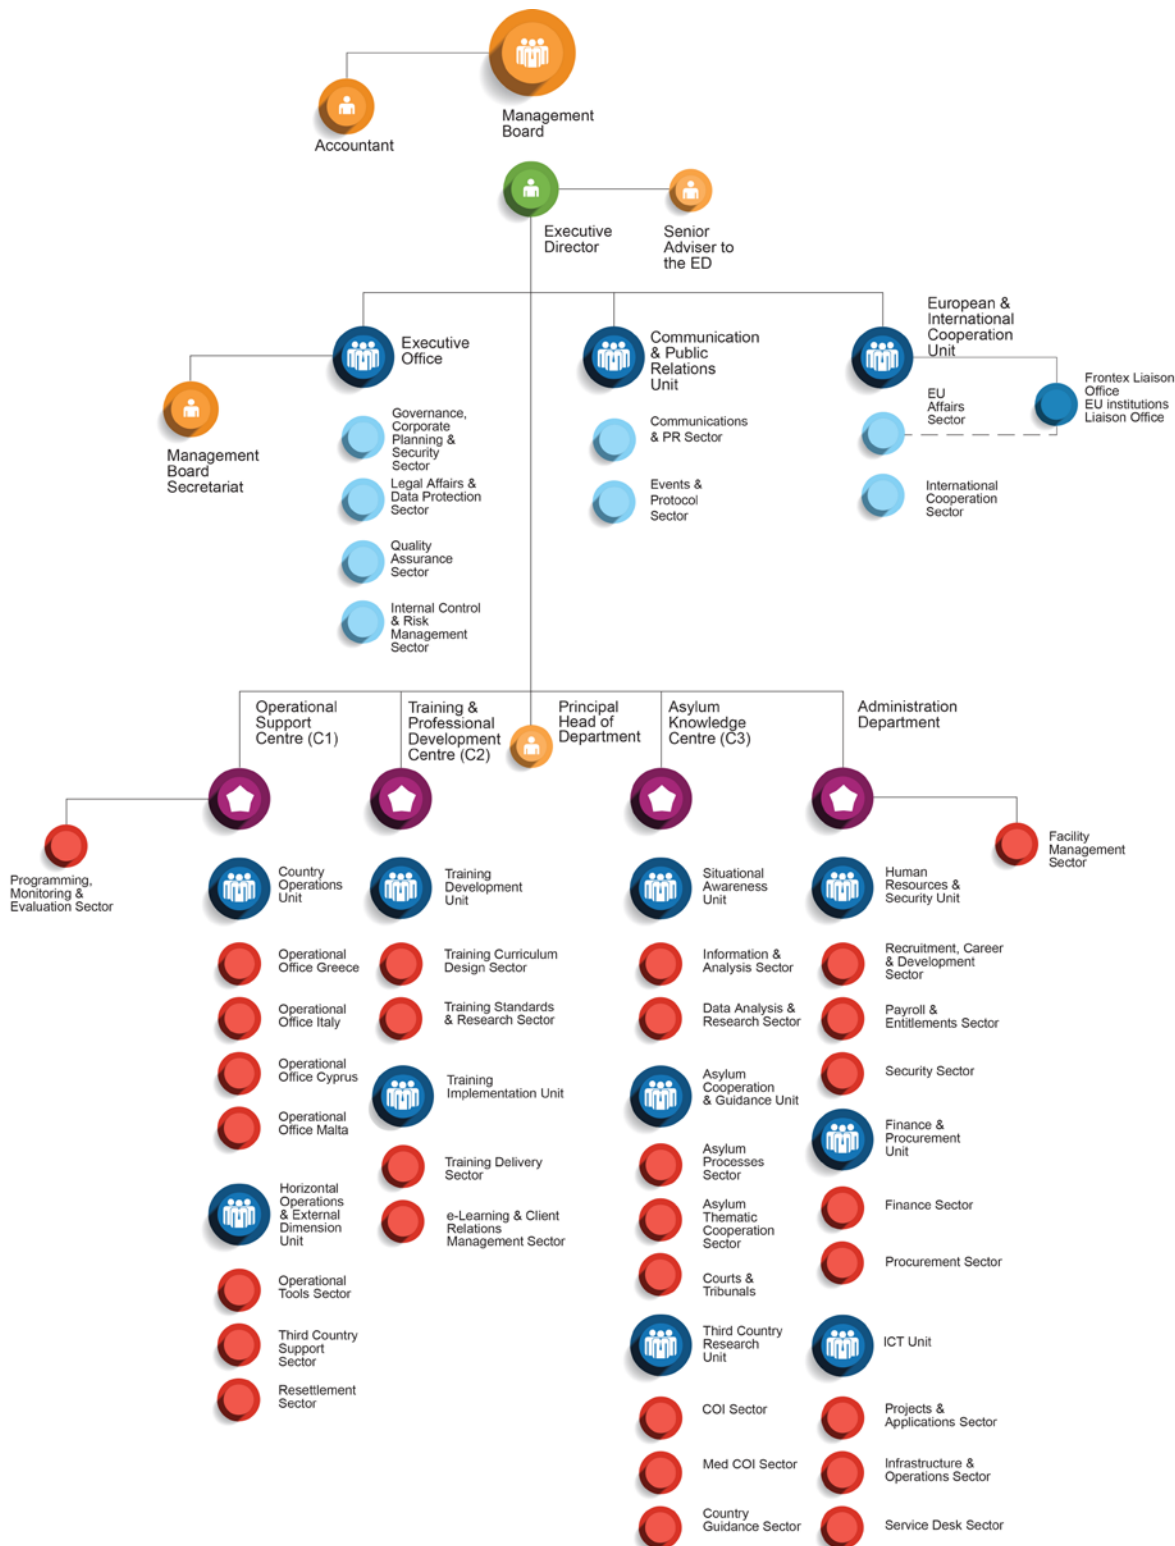 Management
Board
Accountant
Executive
Director
Senior
Adviser to
the ED
Executive
Office
Communication
& Public
Relations
Unit
European &
International
Cooperation
Unit
Management
Board
Secretariat
Governance,
Corporate
Planning &
Security
Sector
Legal Affairs &
Data Protection
Sector
Quality
Assurance
Sector
Internal Control
& Risk
Management
Sector
Communications
& PR Sector
Events &
Protocol
Sector
EU
Affairs
Sector
International
Cooperation
Sector
Frontex Liaison
Office
EU institutions
Liaison Office
Operational
Support
Centre (C1)
Training &
Professional
Development
Centre (C2)
Principal
Head of
Department
Asylum
Knowledge
Centre (C3)
Administration
Department
Programming,
Monitoring &
Evaluation Sector
Country
Operations
Unit
Operational
Office Greece
Operational
Office Italy
Operational
Office Cyprus
Operational
Office Malta
Horizontal
Operations
& External
Dimension
Unit
Operational
Tools Sector
Third Country
Support
Sector
Resettlement
Sector
Training
Development
Unit
Training Curriculum
Design Sector
Training Standards
& Research Sector
Training
Implementation Unit
Training Delivery
Sector
e-Learning & Client
Relations
Management Sector
Situational
Awareness
Unit
Information &
Analysis Sector
Data Analysis &
Research Sector
Asylum
Cooperation
& Guidance Unit
Asylum
Processes
Sector
Asylum
Thematic
Cooperation
Sector
Courts &
Tribunals
Third Country
Research
Unit
COI Sector
Med COI Sector
Country
Guidance Sector
Facility
Management
Sector
Human
Resources &
Security Unit
Recruitment, Career
& Development
Sector
Payroll &
Entitlements Sector
Security Sector
Finance &
Procurement
Unit
Finance Sector
Procurement Sector
ICT Unit
Projects &
Applications Sector
Infrastructure &
Operations Sector
Service Desk Sector